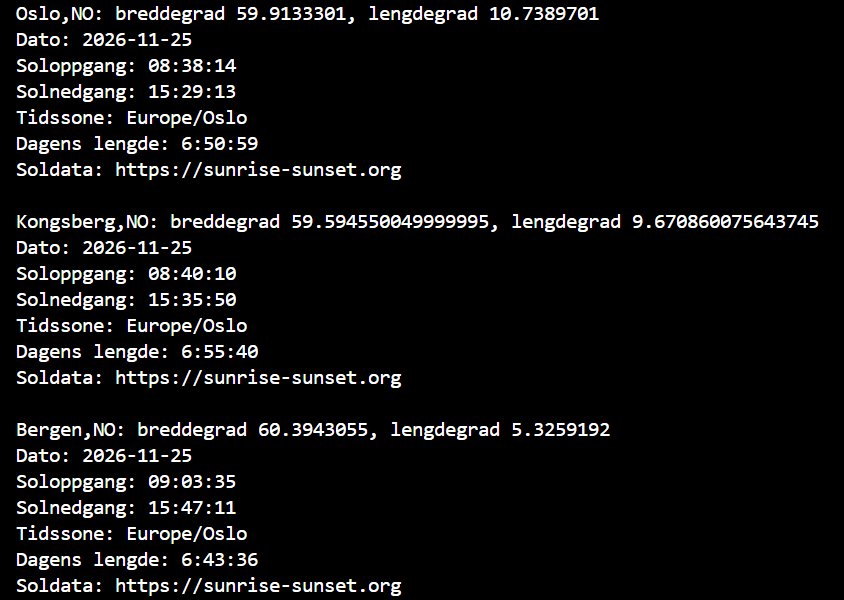 Oslo,NO: breddegrad 59.9133301, lengdegrad 10.7389701
Dato: 2026-11-25
Soloppgang: 08:38:14
Solnedgang: 15:29:13
Tidssone: Europe/Oslo
Dagens lengde: 6:50:59
Soldata: https://sunrise-sunset.org

Kongsberg,NO: breddegrad 59.594550049999995, lengdegrad 9.670860075643745
Dato: 2026-11-25
Soloppgang: 08:40:10
Solnedgang: 15:35:50
Tidssone: Europe/Oslo
Dagens lengde: 6:55:40
Soldata: https://sunrise-sunset.org

Bergen,NO: breddegrad 60.3943055, lengdegrad 5.3259192
Dato: 2026-11-25
Soloppgang: 09:03:35
Solnedgang: 15:47:11
Tidssone: Europe/Oslo
Dagens lengde: 6:43:36
Soldata: https://sunrise-sunset.org